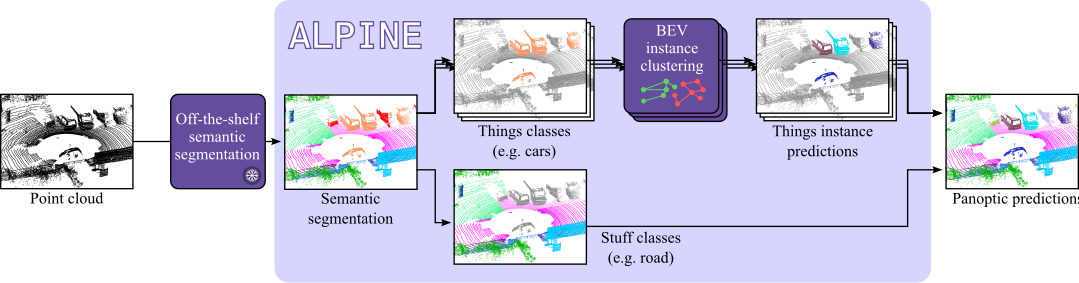 ALPINE
BEV
instance
clustering
Off-the-shelf
semantic
segmentation
Point cloud
Semantic
segmentation
Things classes
(e.g. cars)
Things instance
predictions
Stuff classes
(e.g. road)
Panoptic predictions